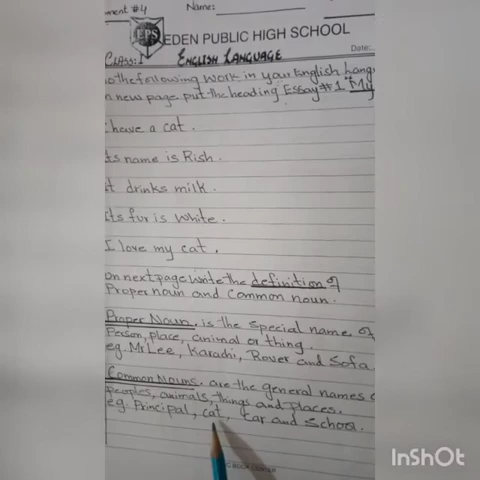 ment #4 Name:
EPS EDEN PUBLIC HIGH SCHOOL
CLASS: I ENGLISH LANGUAGE Date:
the following work in your English Lang
n new page put the heading Essay #1 "My
have a cat.
ts name is Rish.
t drinks milk.
ts fur is white.
I love my cat.
on next page write the definition of
Proper noun and Common noun.
Proper Noun. is the special name of
Person, place, animal or thing.
eg. Mr Lee, Karachi, Rover and Sofa.
Common Nouns. are the general names
peoples, animals, things and places.
eg. Principal, cat, car and School.
BOOK CENTER
InShOt